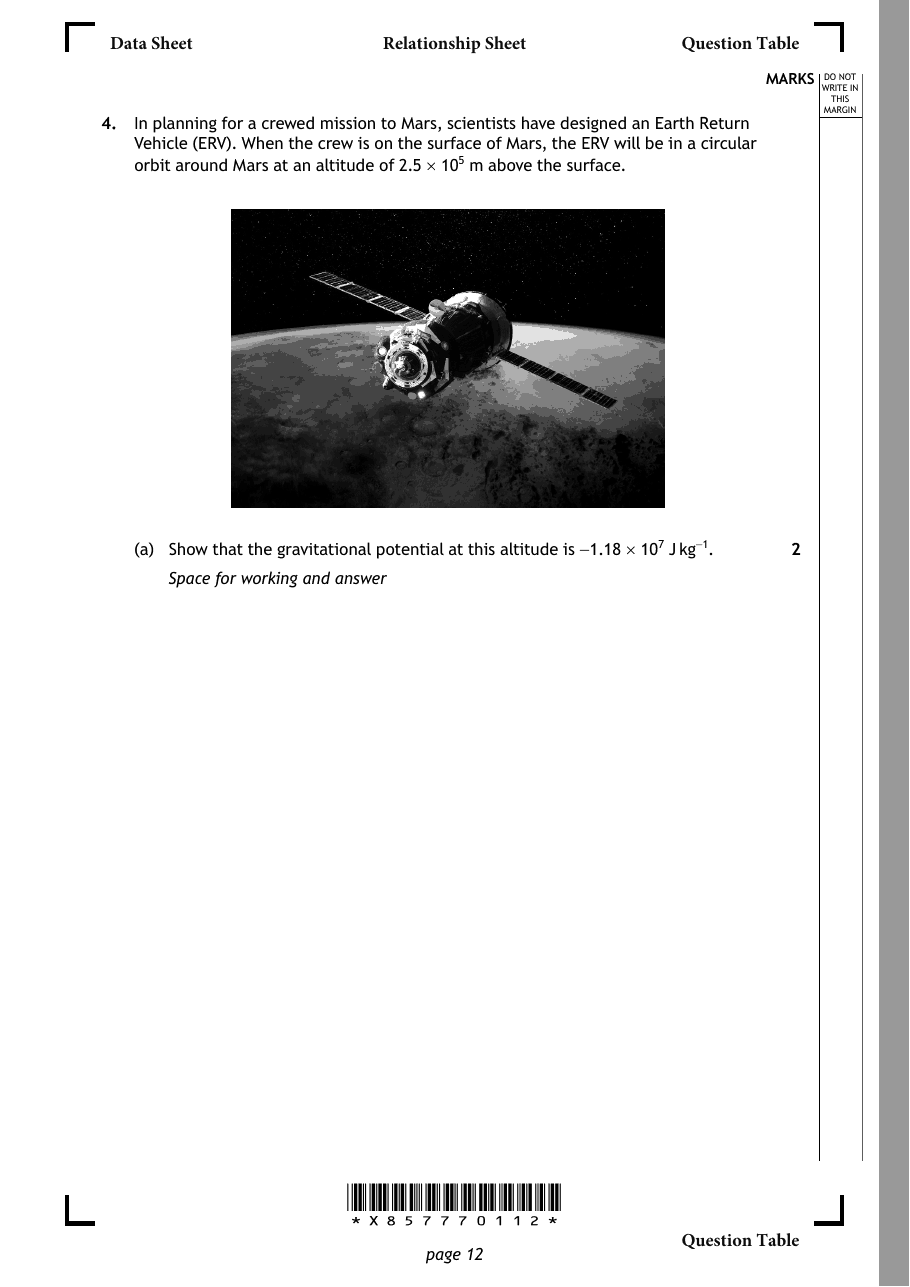 Data Sheet Relationship Sheet Question Table
MARKS
DO NOT
WRITE IN
THIS
MARGIN
4. In planning for a crewed mission to Mars, scientists have designed an Earth Return
Vehicle (ERV). When the crew is on the surface of Mars, the ERV will be in a circular
orbit around Mars at an altitude of 2.5 × 10⁵ m above the surface.
(a) Show that the gravitational potential at this altitude is −1.18 × 10⁷ J kg⁻¹. 2
Space for working and answer
* X 8 5 7 7 7 0 1 1 2 *
Question Table
page 12